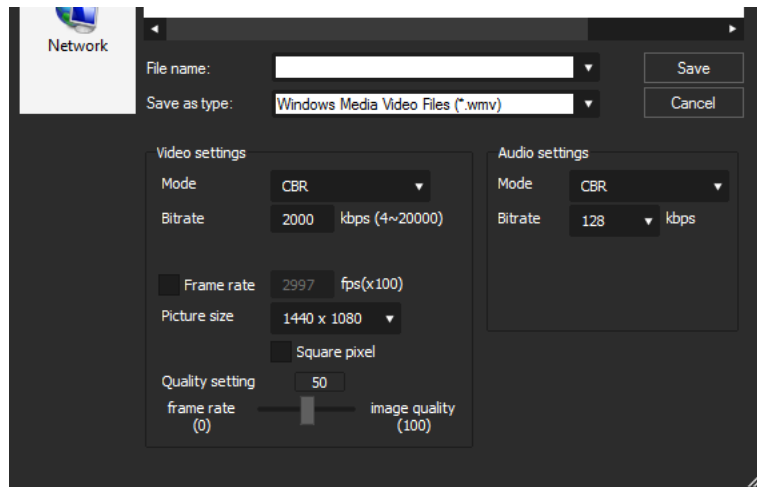 Network
File name:
Save
Save as type:
Windows Media Video Files (*.wmv)
Cancel
Video settings
Mode
CBR
Bitrate
2000
kbps (4~20000)
Frame rate
2997
fps(x100)
Picture size
1440 x 1080
Square pixel
Quality setting
50
frame rate
(0)
image quality
(100)
Audio settings
Mode
CBR
Bitrate
128
kbps